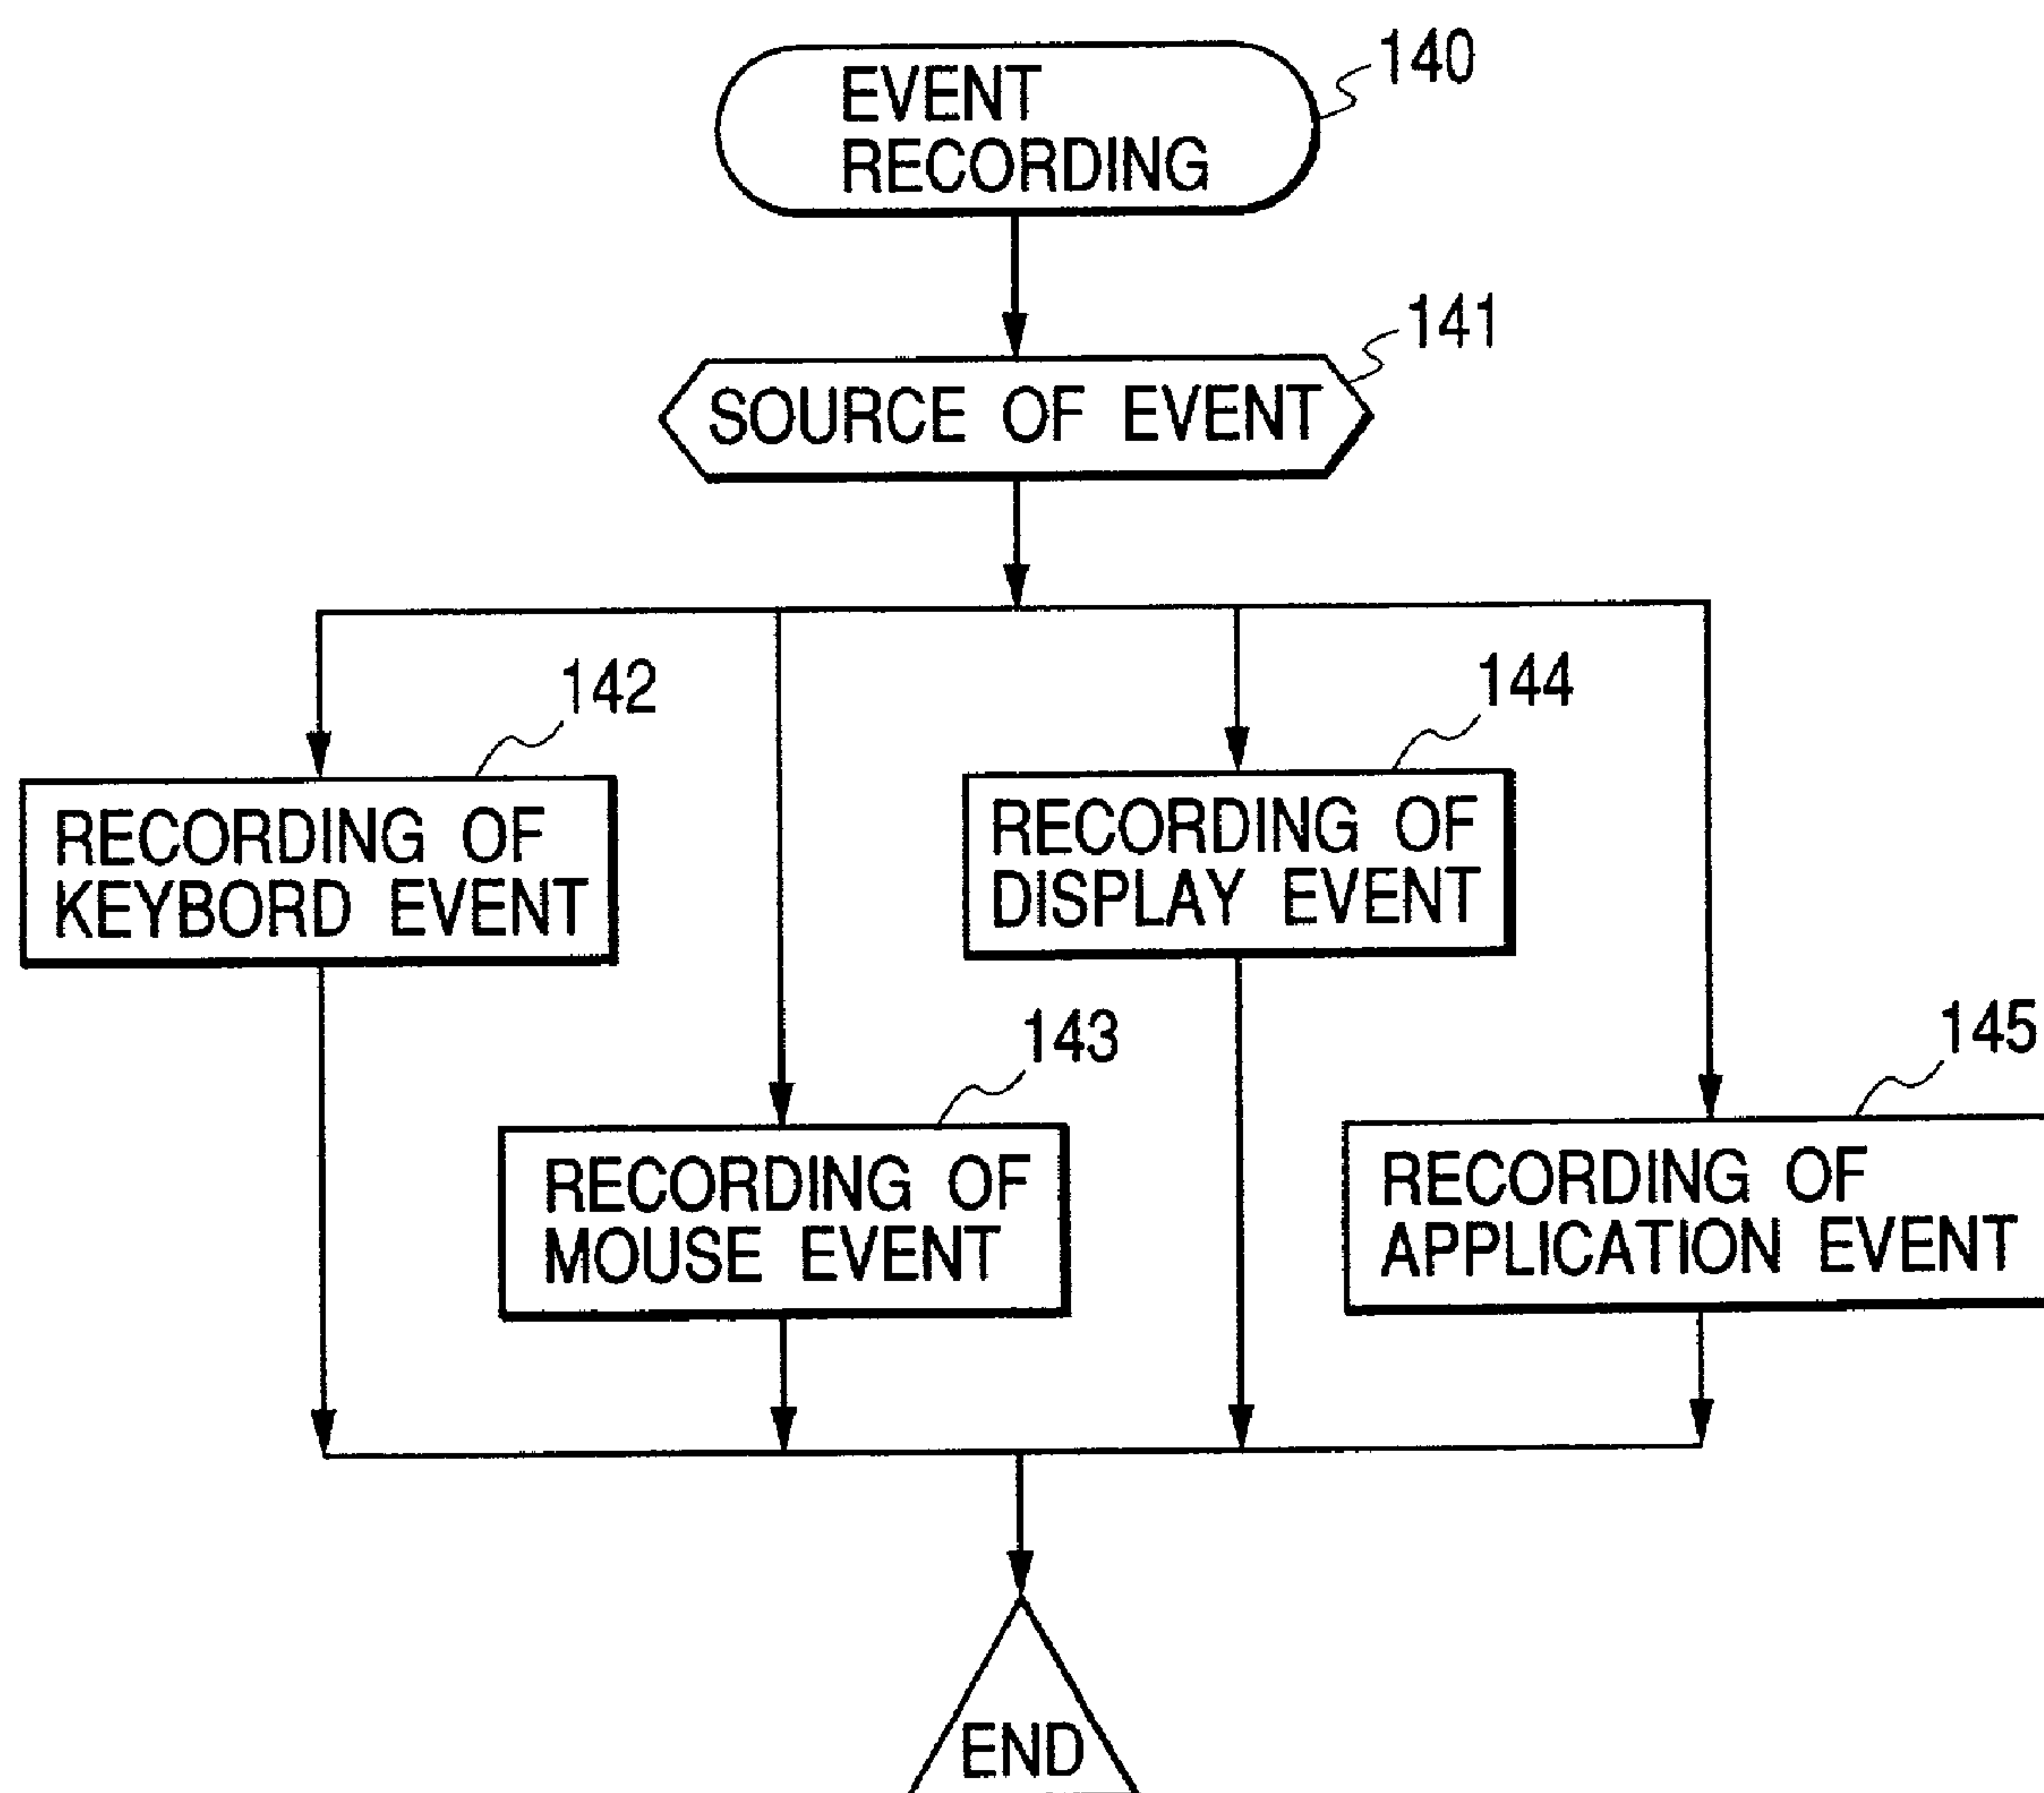 140
EVENT
RECORDING
141
SOURCE OF EVENT
142
144
RECORDING OF
KEYBORD EVENT
RECORDING OF
DISPLAY EVENT
143
145
RECORDING OF
MOUSE EVENT
RECORDING OF
APPLICATION EVENT
END